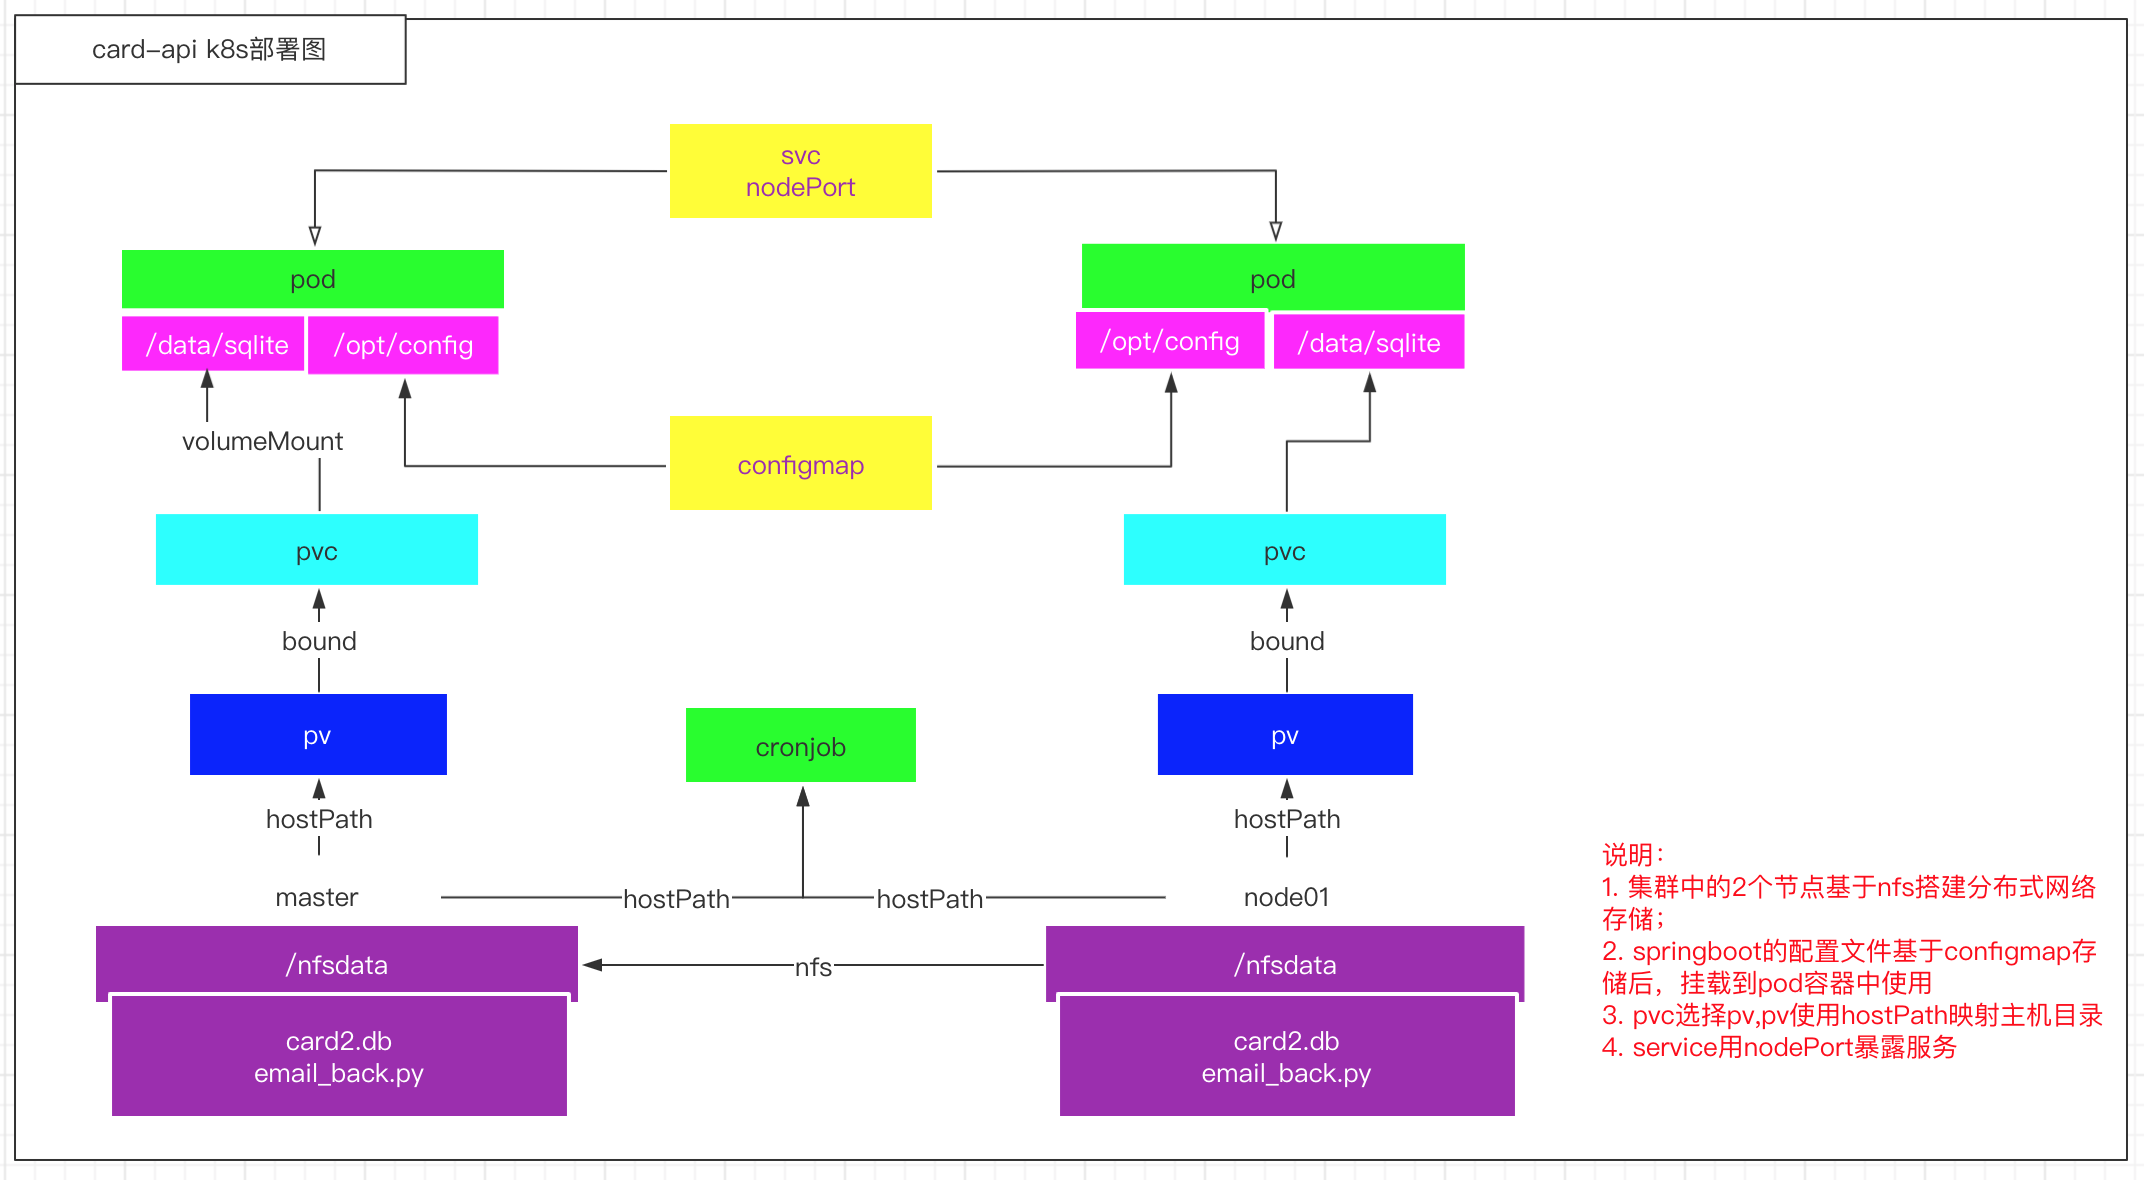 card-api k8s部署图
svc
nodePort
pod
pod
/data/sqlite
/opt/config
/opt/config
/data/sqlite
volumeMount
configmap
pvc
pvc
bound
bound
pv
cronjob
pv
hostPath
hostPath
master
hostPath
hostPath
node01
/nfsdata
nfs
/nfsdata
card2.db
email_back.py
card2.db
email_back.py
说明：
1. 集群中的2个节点基于nfs搭建分布式网络
存储；
2. springboot的配置文件基于configmap存
储后，挂载到pod容器中使用
3. pvc选择pv,pv使用hostPath映射主机目录
4. service用nodePort暴露服务